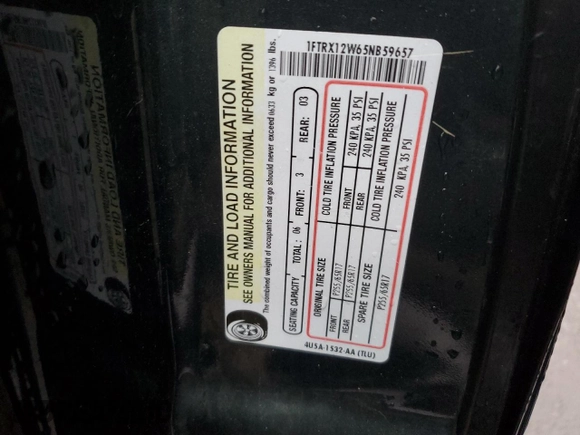 TIRE AND LOAD INFORMATION
SEE OWNERS MANUAL FOR ADDITIONAL INFORMATION
The combined weight of occupants and cargo should never exceed 0633 kg or 1396 lbs.
SEATING CAPACITY TOTAL: 06 FRONT: 3 REAR: 03
ORIGINAL TIRE SIZE COLD TIRE INFLATION PRESSURE
FRONT P255/65R17 FRONT 240 KPA, 35 PSI
REAR P255/65R17 REAR 240 KPA, 35 PSI
SPARE TIRE SIZE COLD TIRE INFLATION PRESSURE
P255/65R17 240 KPA, 35 PSI
4U5A-1532-AA (TLU)
1FTRX12W65NB59657